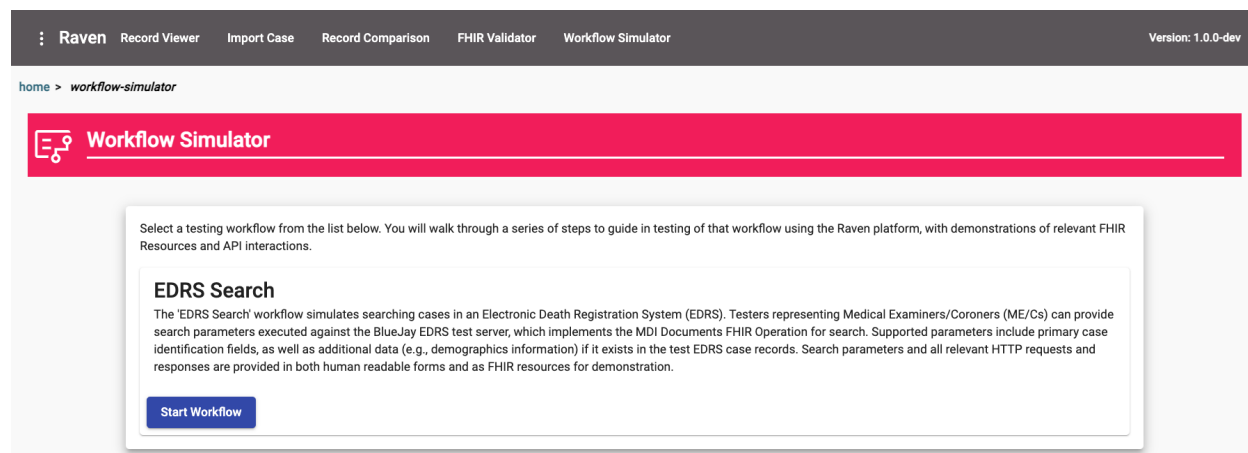 Raven Record Viewer Import Case Record Comparison FHIR Validator Workflow Simulator Version: 1.0.0-dev
home > workflow-simulator
Workflow Simulator
Select a testing workflow from the list below. You will walk through a series of steps to guide in testing of that workflow using the Raven platform, with demonstrations of relevant FHIR
Resources and API interactions.
EDRS Search
The 'EDRS Search' workflow simulates searching cases in an Electronic Death Registration System (EDRS). Testers representing Medical Examiners/Coroners (ME/Cs) can provide
search parameters executed against the BlueJay EDRS test server, which implements the MDI Documents FHIR Operation for search. Supported parameters include primary case
identification fields, as well as additional data (e.g., demographics information) if it exists in the test EDRS case records. Search parameters and all relevant HTTP requests and
responses are provided in both human readable forms and as FHIR resources for demonstration.
Start Workflow